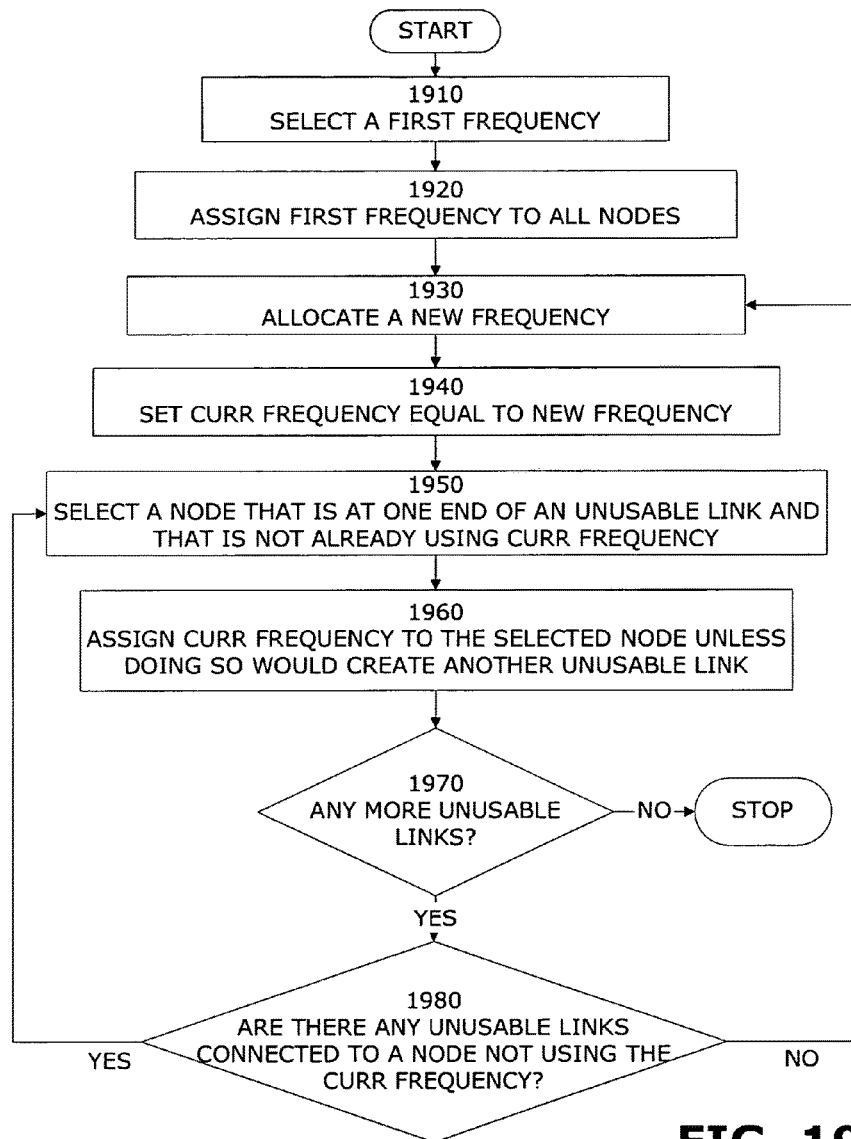 START
1910
SELECT A FIRST FREQUENCY
1920
ASSIGN FIRST FREQUENCY TO ALL NODES
1930
ALLOCATE A NEW FREQUENCY
1940
SET CURR FREQUENCY EQUAL TO NEW FREQUENCY
1950
SELECT A NODE THAT IS AT ONE END OF AN UNUSABLE LINK AND
THAT IS NOT ALREADY USING CURR FREQUENCY
1960
ASSIGN CURR FREQUENCY TO THE SELECTED NODE UNLESS
DOING SO WOULD CREATE ANOTHER UNUSABLE LINK
1970
ANY MORE UNUSABLE
LINKS?
NO
STOP
YES
1980
ARE THERE ANY UNUSABLE LINKS
CONNECTED TO A NODE NOT USING THE
CURR FREQUENCY?
YES
NO
FIG. 19